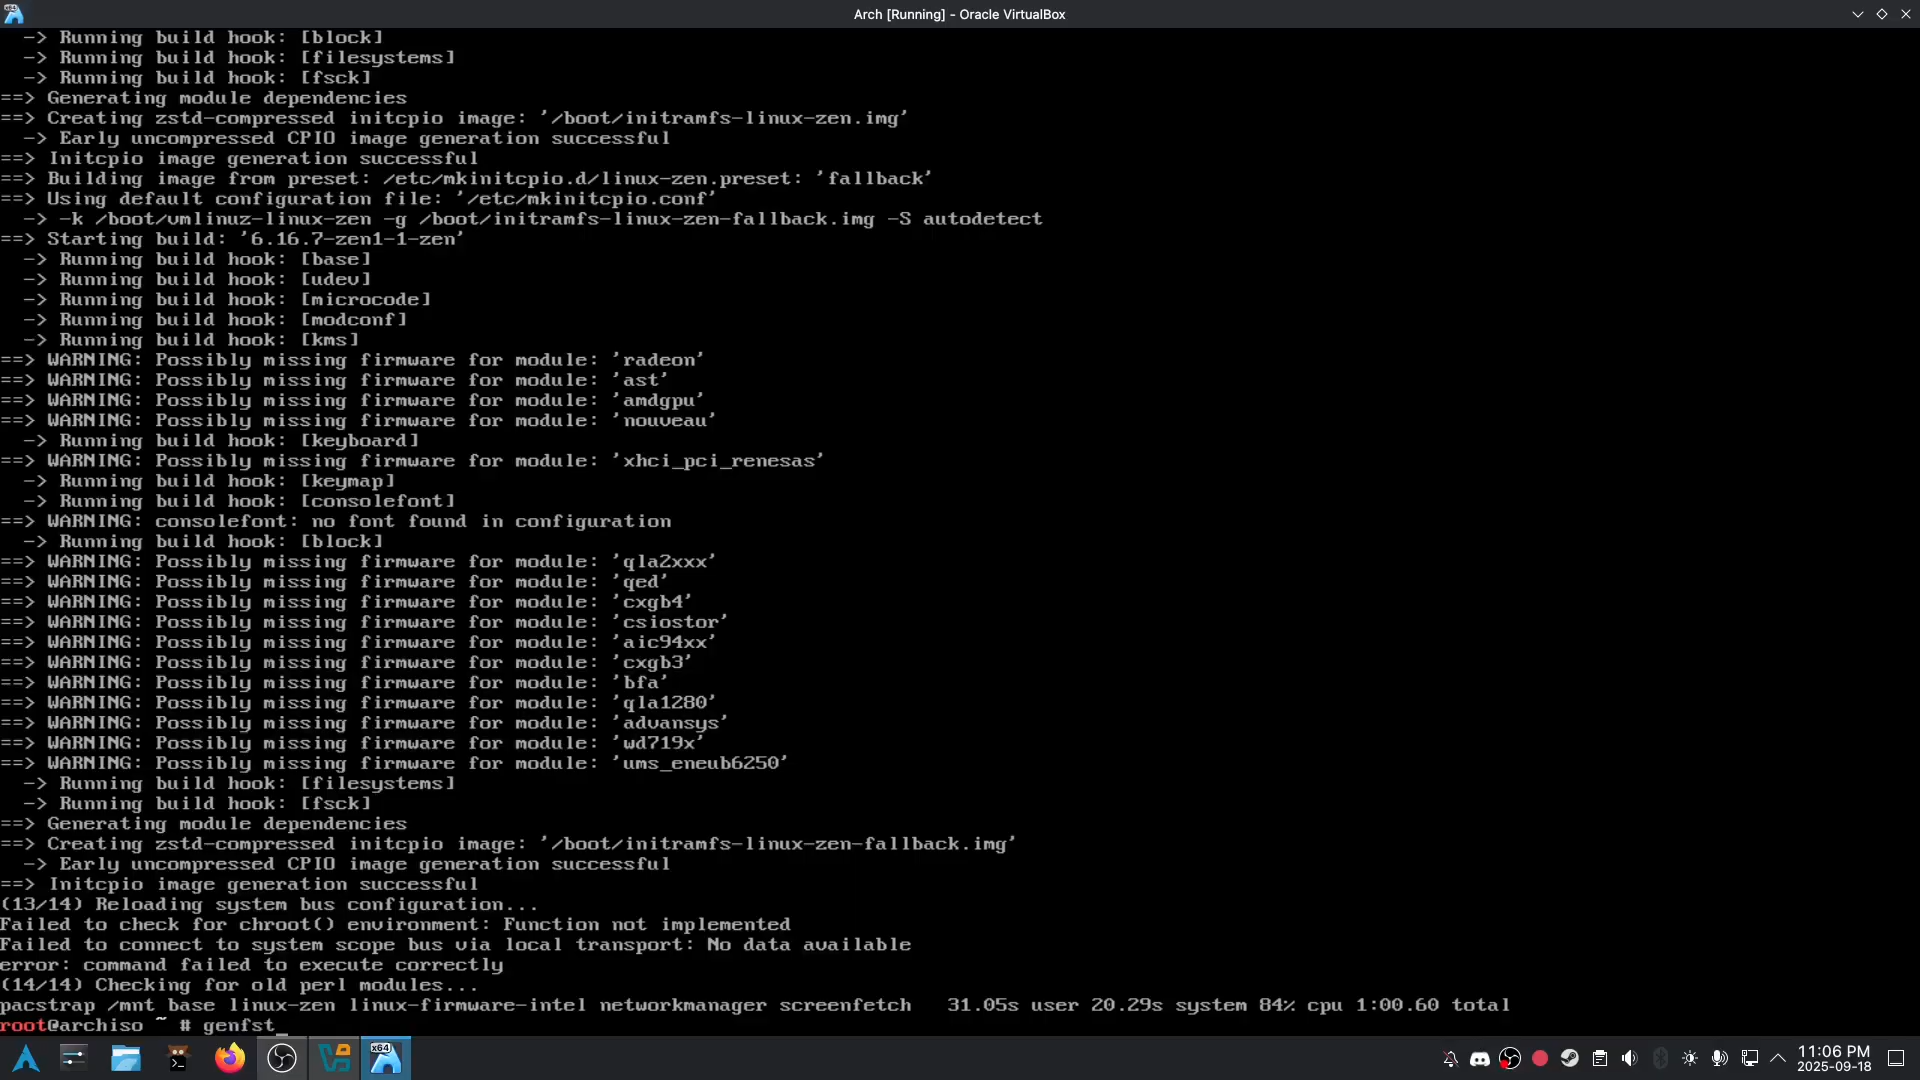 Arch [Running] - Oracle VirtualBox
-> Running build hook: [block]
-> Running build hook: [filesystems]
-> Running build hook: [fsck]
==> Generating module dependencies
==> Creating zstd-compressed initcpio image: '/boot/initramfs-linux-zen.img'
-> Early uncompressed CPIO image generation successful
==> Initcpio image generation successful
==> Building image from preset: /etc/mkinitcpio.d/linux-zen.preset: 'fallback'
==> Using default configuration file: '/etc/mkinitcpio.conf'
-> -k /boot/vmlinuz-linux-zen -g /boot/initramfs-linux-zen-fallback.img -S autodetect
==> Starting build: '6.16.7-zen1-1-zen'
-> Running build hook: [base]
-> Running build hook: [udev]
-> Running build hook: [microcode]
-> Running build hook: [modconf]
-> Running build hook: [kms]
==> WARNING: Possibly missing firmware for module: 'radeon'
==> WARNING: Possibly missing firmware for module: 'ast'
==> WARNING: Possibly missing firmware for module: 'amdgpu'
==> WARNING: Possibly missing firmware for module: 'nouveau'
-> Running build hook: [keyboard]
==> WARNING: Possibly missing firmware for module: 'xhci_pci_renesas'
-> Running build hook: [keymap]
-> Running build hook: [consolefont]
==> WARNING: consolefont: no font found in configuration
-> Running build hook: [block]
==> WARNING: Possibly missing firmware for module: 'qla2xxx'
==> WARNING: Possibly missing firmware for module: 'qed'
==> WARNING: Possibly missing firmware for module: 'cxgb4'
==> WARNING: Possibly missing firmware for module: 'csiostor'
==> WARNING: Possibly missing firmware for module: 'aic94xx'
==> WARNING: Possibly missing firmware for module: 'cxgb3'
==> WARNING: Possibly missing firmware for module: 'bfa'
==> WARNING: Possibly missing firmware for module: 'qla1280'
==> WARNING: Possibly missing firmware for module: 'advansys'
==> WARNING: Possibly missing firmware for module: 'wd719x'
==> WARNING: Possibly missing firmware for module: 'ums_eneub6250'
-> Running build hook: [filesystems]
-> Running build hook: [fsck]
==> Generating module dependencies
==> Creating zstd-compressed initcpio image: '/boot/initramfs-linux-zen-fallback.img'
-> Early uncompressed CPIO image generation successful
==> Initcpio image generation successful
(13/14) Reloading system bus configuration...
Failed to check for chroot() environment: Function not implemented
Failed to connect to system scope bus via local transport: No data available
error: command failed to execute correctly
(14/14) Checking for old perl modules...
pacstrap /mnt base linux-zen linux-firmware-intel networkmanager screenfetch   31.05s user 20.29s system 84% cpu 1:00.60 total
root@archiso ~ # genfst_
x64
11:06 PM
2025-09-18